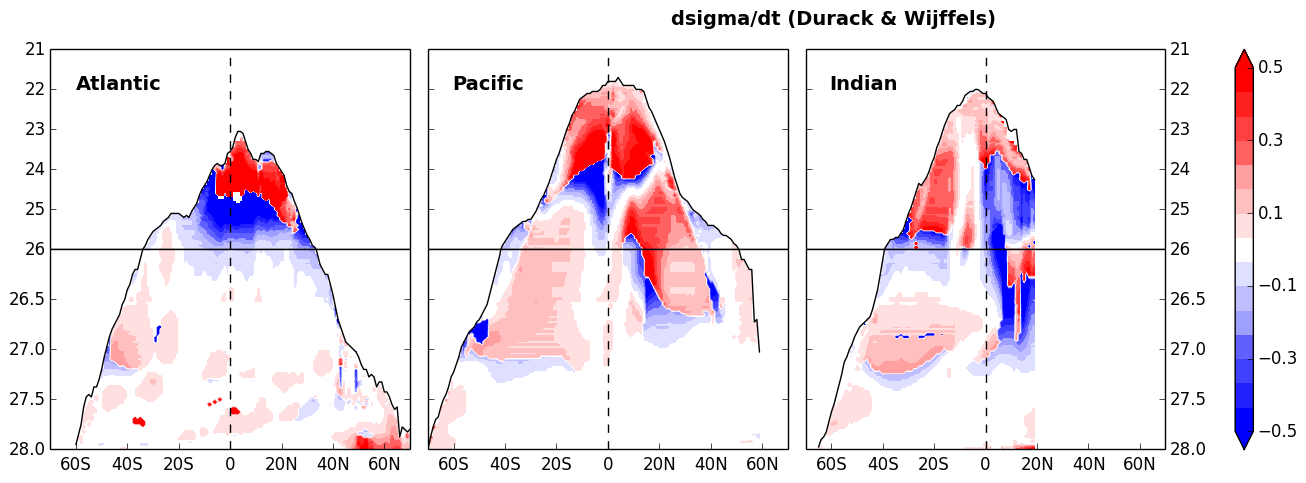 dsigma/dt (Durack & Wijffels)
21 21 0.5
Atlantic Pacific Indian
22 22
23 23 0.3
24 24
25 25 0.1
26 26
−0.1
26.5 26.5
27.0 27.0 −0.3
27.5 27.5
28.0 28.0 −0.5
60S 40S 20S 0 20N 40N 60N 60S 40S 20S 0 20N 40N 60N 60S 40S 20S 0 20N 40N 60N